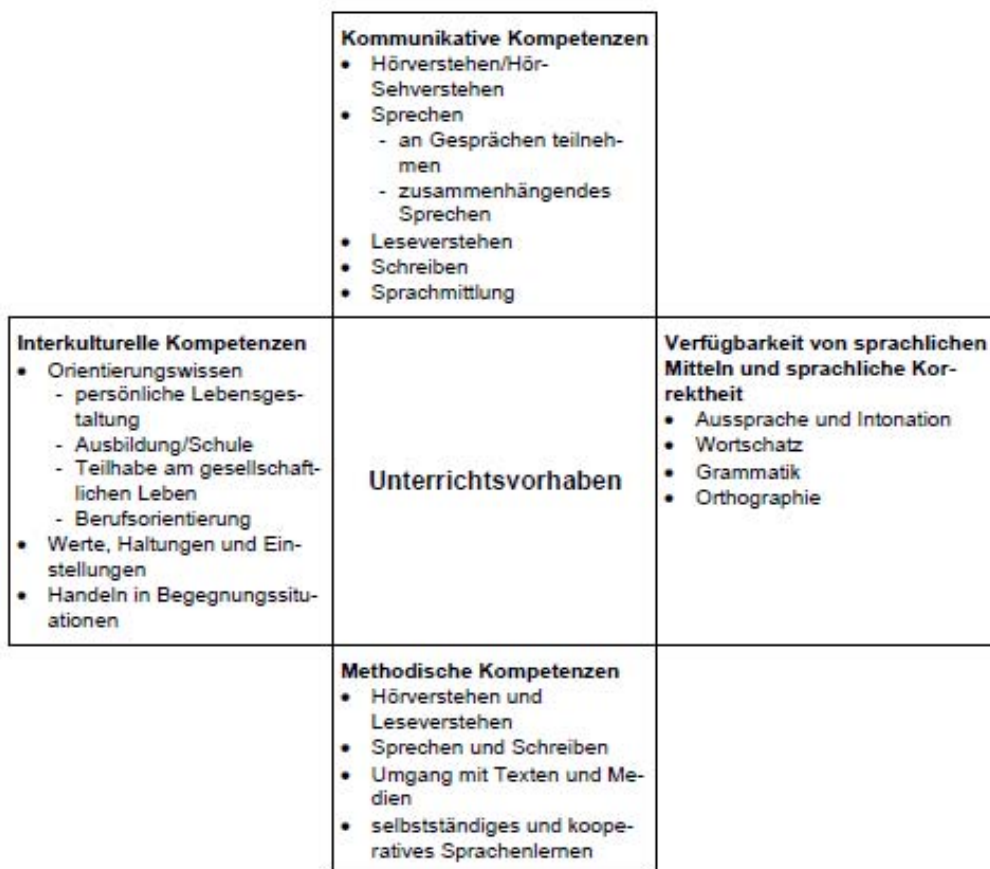 Kommunikative Kompetenzen
• Hörverstehen/Hör-
Sehverstehen
• Sprechen
- an Gesprächen teilneh-
men
- zusammenhängendes
Sprechen
• Leseverstehen
• Schreiben
• Sprachmittlung
Interkulturelle Kompetenzen
• Orientierungswissen
- persönliche Lebensges-
taltung
- Ausbildung/Schule
- Teilhabe am gesellschaft-
lichen Leben
- Berufsorientierung
• Werte, Haltungen und Ein-
stellungen
• Handeln in Begegnungssitu-
ationen
Unterrichtsvorhaben
Verfügbarkeit von sprachlichen
Mitteln und sprachliche Kor-
rektheit
• Aussprache und Intonation
• Wortschatz
• Grammatik
• Orthographie
Methodische Kompetenzen
• Hörverstehen und
Leseverstehen
• Sprechen und Schreiben
• Umgang mit Texten und Me-
dien
• selbstständiges und koope-
ratives Sprachenlernen